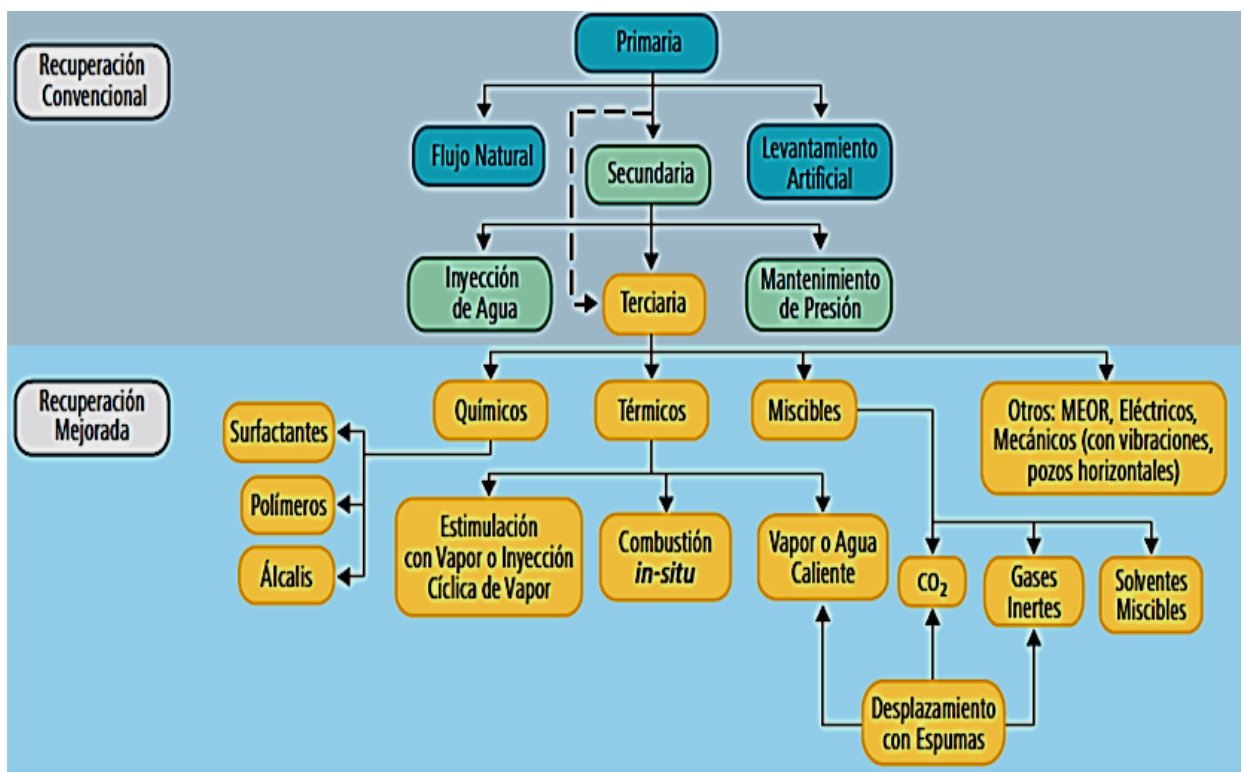 Primaria
Recuperación
Convencional
Flujo Natural
Secundaria
Levantamiento
Artificial
Inyección
de Agua
Terciaria
Mantenimiento
de Presión
Recuperación
Mejorada
Químicos
Térmicos
Miscibles
Otros: MEOR, Eléctricos,
Mecánicos (con vibraciones,
pozos horizontales)
Surfactantes
Polímeros
Álcalis
Estimulación
con Vapor o Inyección
Cíclica de Vapor
Combustión
in-situ
Vapor o Agua
Caliente
CO₂
Gases
Inertes
Solventes
Miscibles
Desplazamiento
con Espumas